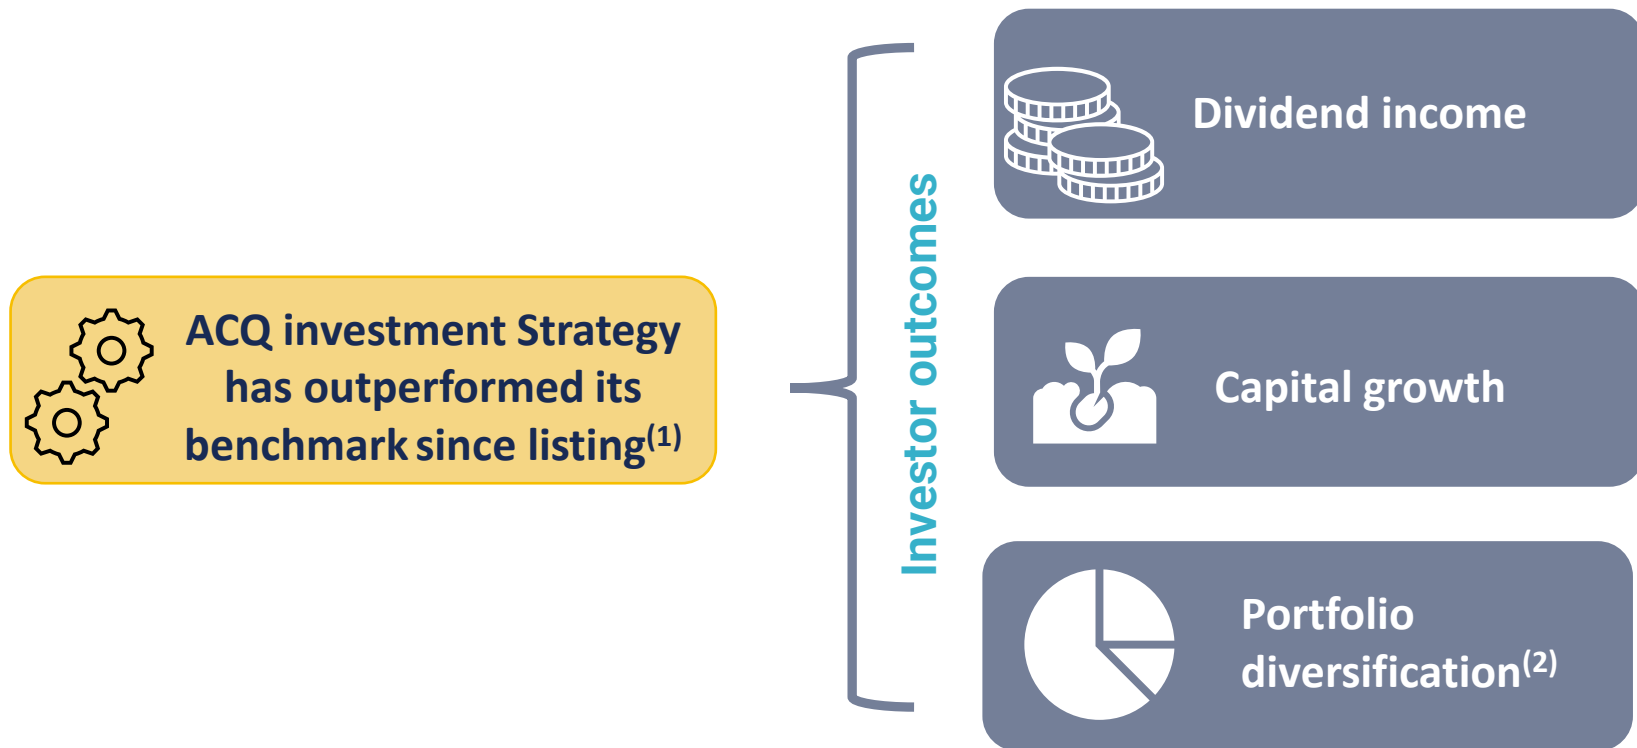 ACQ investment Strategy
has outperformed its
benchmark since listing(1)
Investor outcomes
Dividend income
Capital growth
Portfolio
diversification(2)